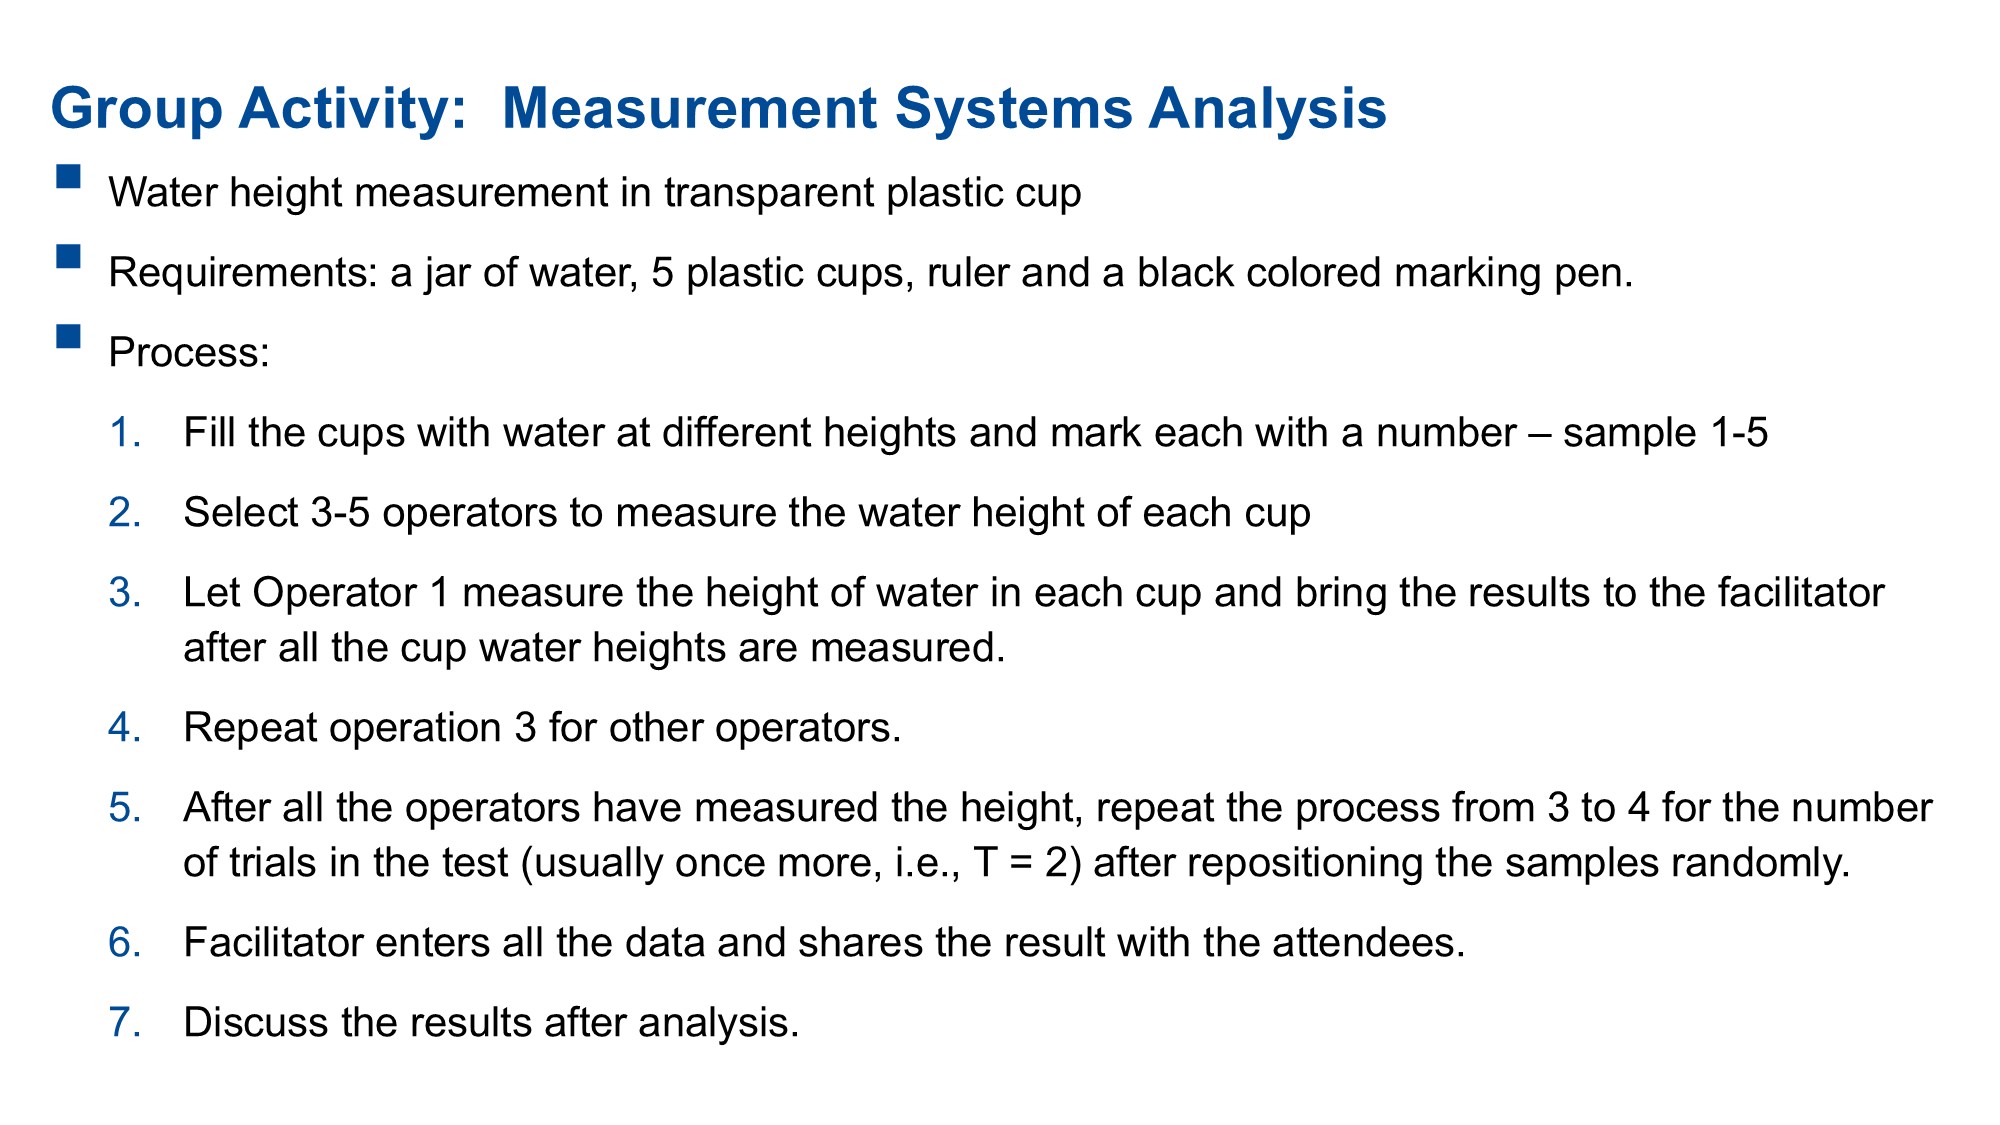 Group Activity:  Measurement Systems Analysis
■ Water height measurement in transparent plastic cup
■ Requirements: a jar of water, 5 plastic cups, ruler and a black colored marking pen.
■ Process:
1. Fill the cups with water at different heights and mark each with a number – sample 1-5
2. Select 3-5 operators to measure the water height of each cup
3. Let Operator 1 measure the height of water in each cup and bring the results to the facilitator
after all the cup water heights are measured.
4. Repeat operation 3 for other operators.
5. After all the operators have measured the height, repeat the process from 3 to 4 for the number
of trials in the test (usually once more, i.e., T = 2) after repositioning the samples randomly.
6. Facilitator enters all the data and shares the result with the attendees.
7. Discuss the results after analysis.